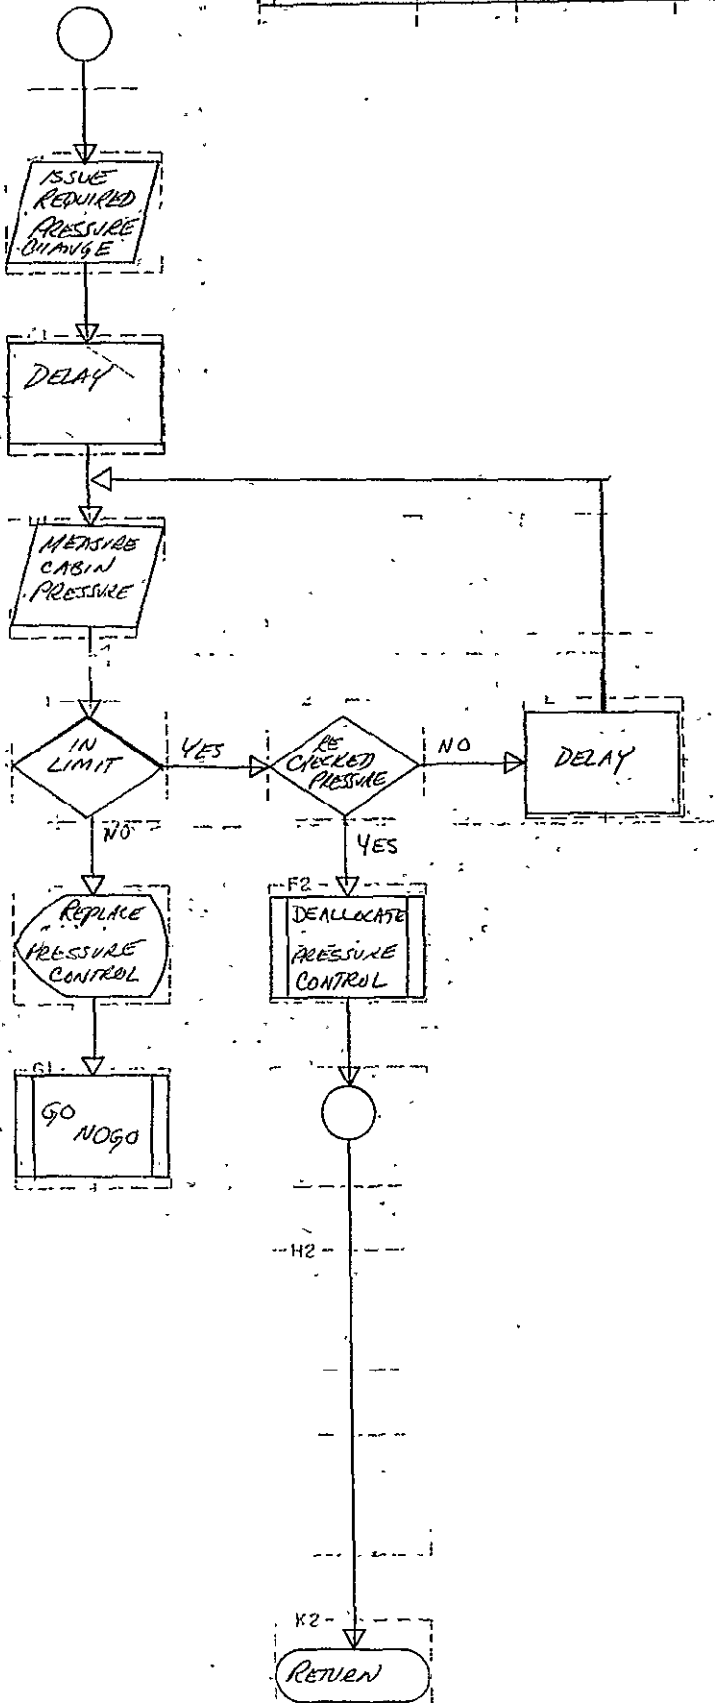 ISSUE
REQUIRED
PRESSURE
CHANGE
DELAY
MEASURE
CABIN
PRESSURE
IN
LIMIT
YES
RE
CHECKED
PRESSURE
NO
DELAY
NO
YES
REPLACE
PRESSURE
CONTROL
F2
DEALLOCATE
PRESSURE
CONTROL
G1
GO
NOGO
H2
K2
RETURN